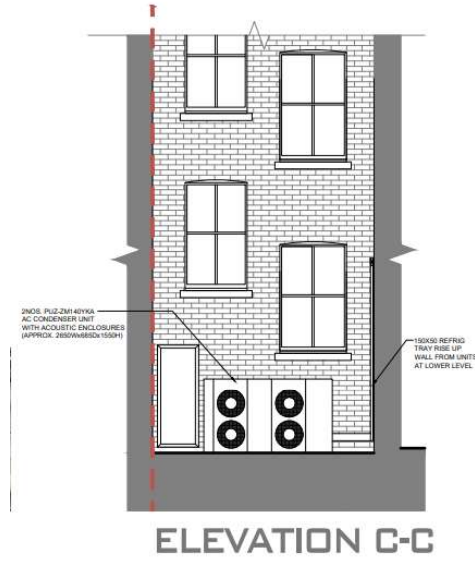 2NOS. PUZ-ZM140YKA
AC CONDENSER UNIT
WITH ACOUSTIC ENCLOSURES
(APPROX. 2650Wx685Dx1550H)
150X50 REFRIG
TRAY RISE UP
WALL FROM UNITS
AT LOWER LEVEL
ELEVATION C-C